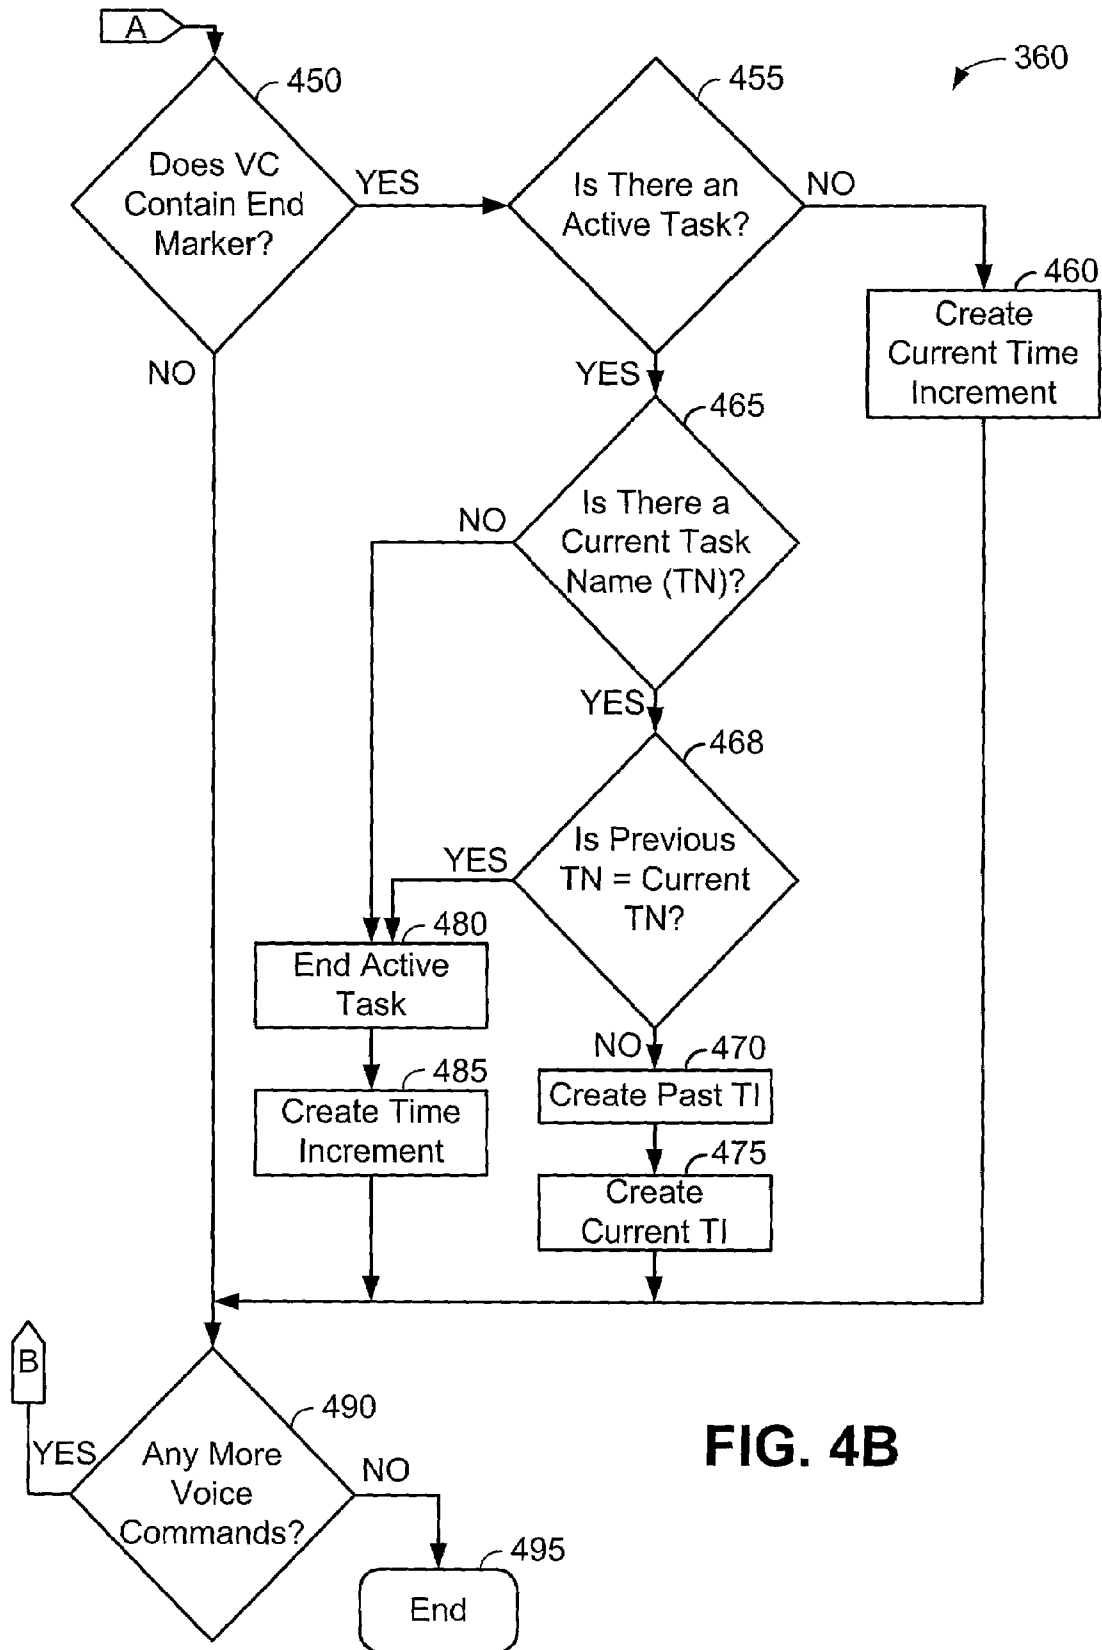 A
450
455
360
Does VC
Contain End
Marker?
YES
Is There an
Active Task?
NO
460
Create
Current Time
Increment
NO
YES
465
Is There a
Current Task
Name (TN)?
NO
YES
468
Is Previous
TN = Current
TN?
YES
480
End Active
Task
NO
470
Create Past TI
485
Create Time
Increment
475
Create
Current TI
B
490
Any More
Voice
Commands?
YES
NO
495
End
FIG. 4B